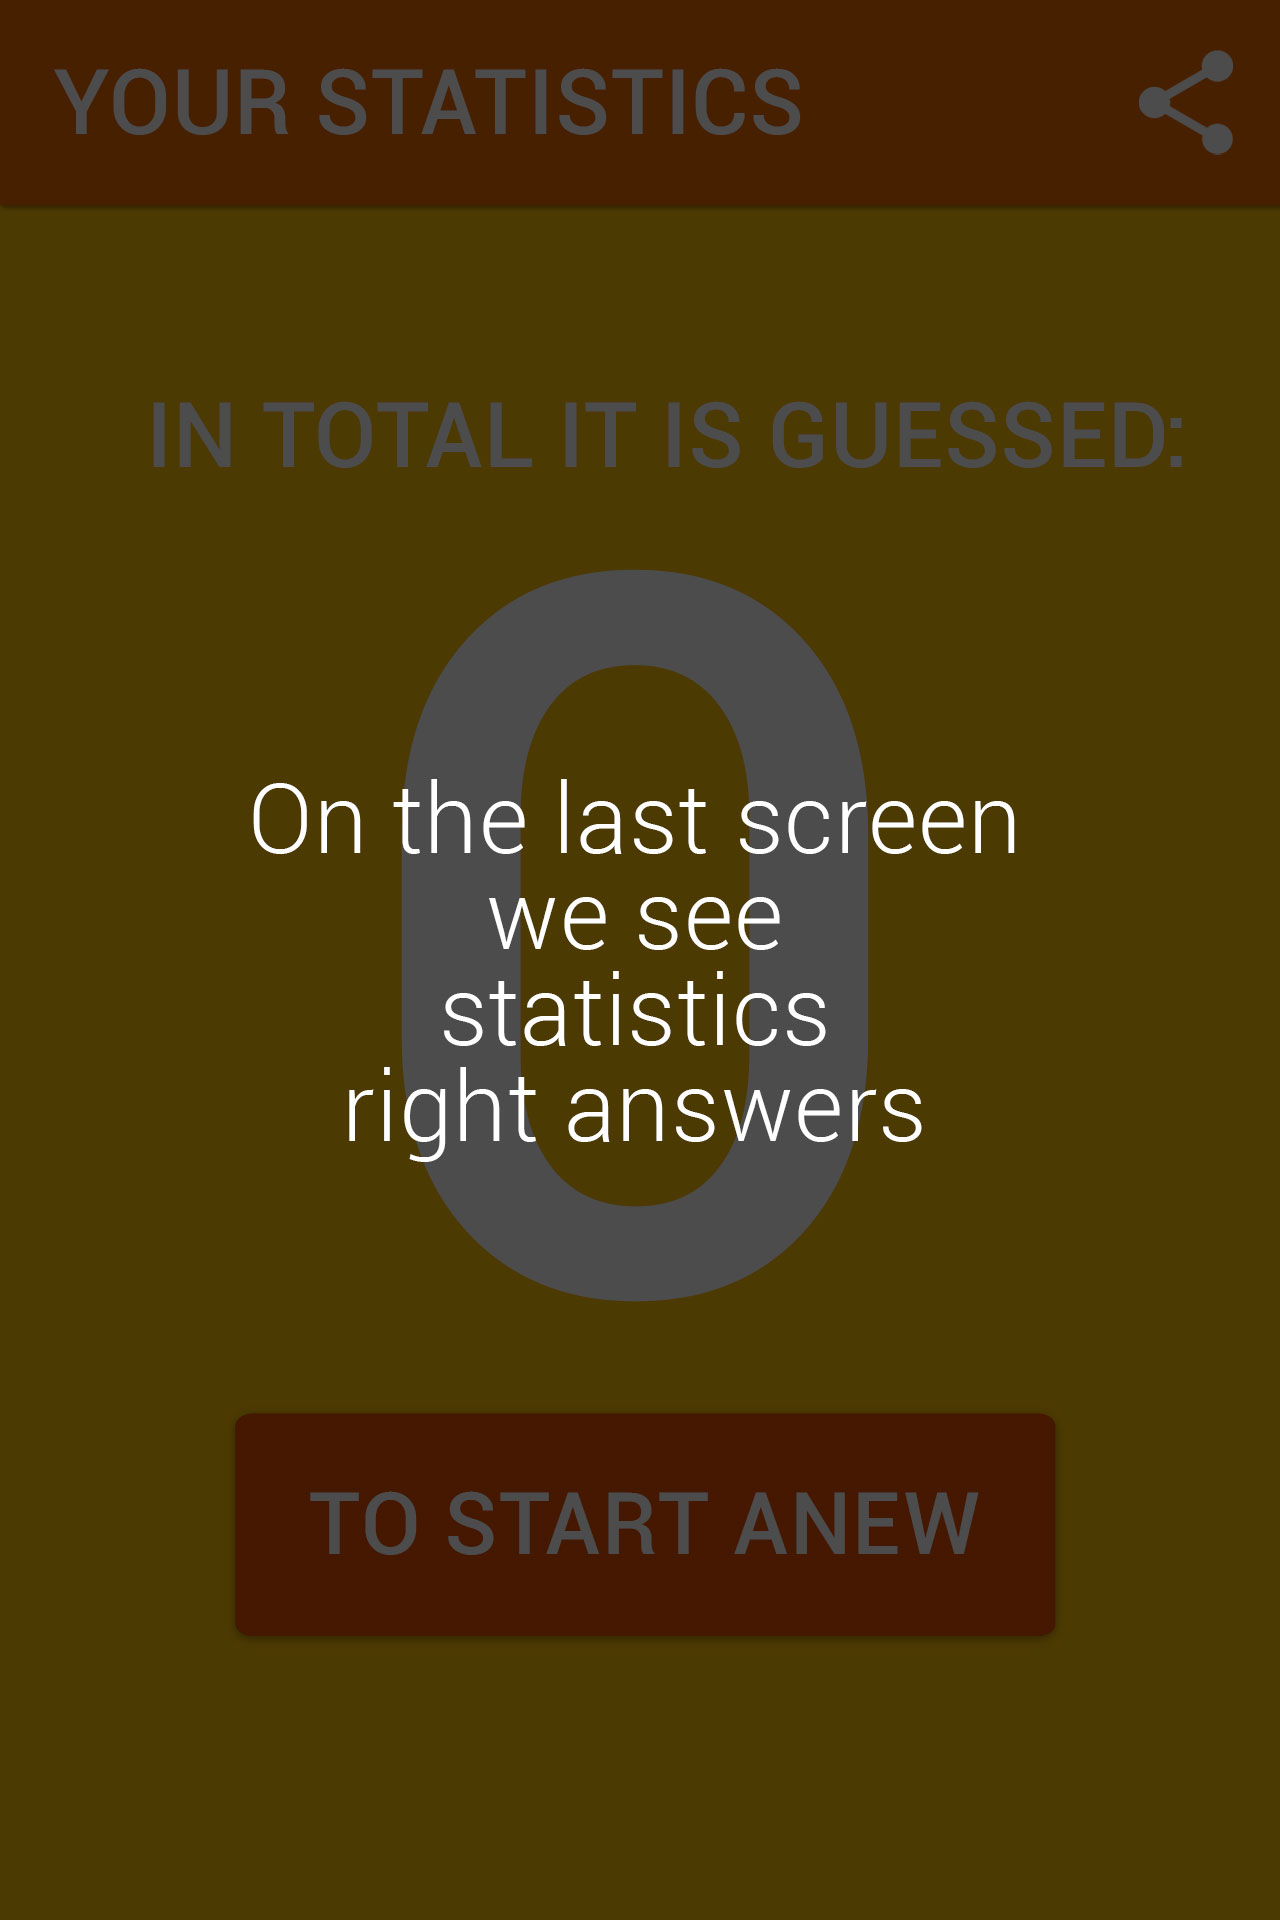 YOUR STATISTICS
IN TOTAL IT IS GUESSED:
0
On the last screen
we see
statistics
right answers
TO START ANEW